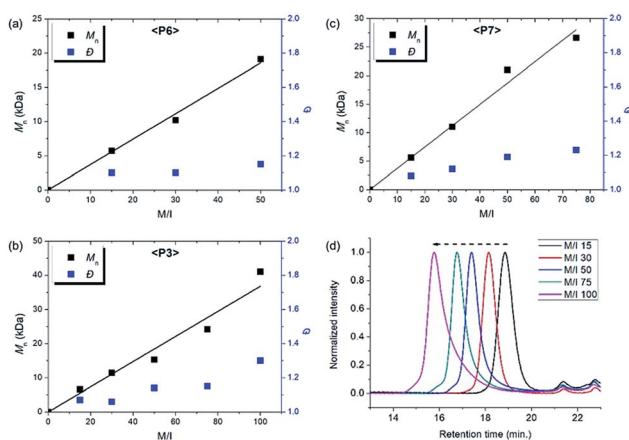 (a)
<P6>
Mn
Đ
25
20
15
10
5
0
Mn (kDa)
2.0
1.8
1.6
1.4
1.2
1.0
Đ
0 10 20 30 40 50
M/I
(c)
<P7>
Mn
Đ
30
25
20
15
10
5
0
Mn (kDa)
2.0
1.8
1.6
1.4
1.2
1.0
Đ
0 10 20 30 40 50 60 70 80
M/I
(b)
<P3>
Mn
Đ
50
40
30
20
10
0
Mn (kDa)
2.0
1.8
1.6
1.4
1.2
1.0
Đ
0 20 40 60 80 100
M/I
(d)
M/I 15
M/I 30
M/I 50
M/I 75
M/I 100
1.0
0.8
0.6
0.4
0.2
0.0
Normalized intensity
14 16 18 20 22
Retention time (min.)